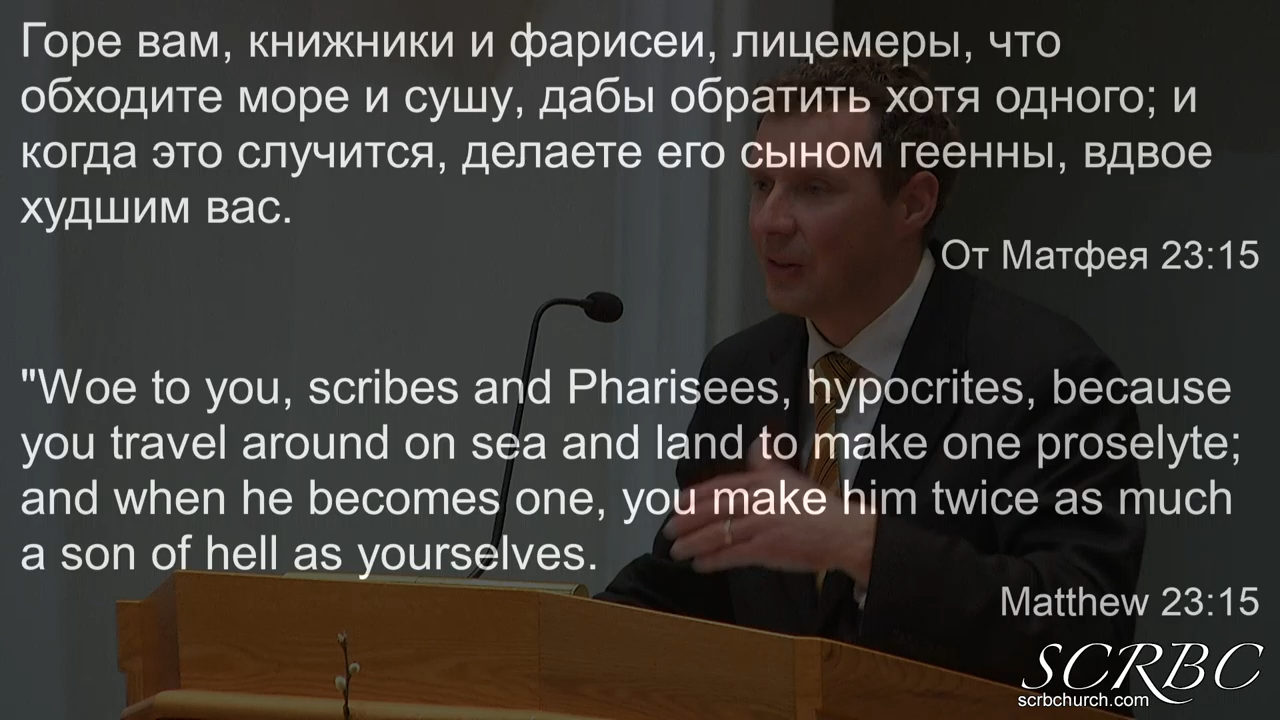 Горе вам, книжники и фарисеи, лицемеры, что
обходите море и сушу, дабы обратить хотя одного; и
когда это случится, делаете его сыном геенны, вдвое
худшим вас.
От Матфея 23:15
"Woe to you, scribes and Pharisees, hypocrites, because
you travel around on sea and land to make one proselyte;
and when he becomes one, you make him twice as much
a son of hell as yourselves.
Matthew 23:15
SCRBC
scrbchurch.com